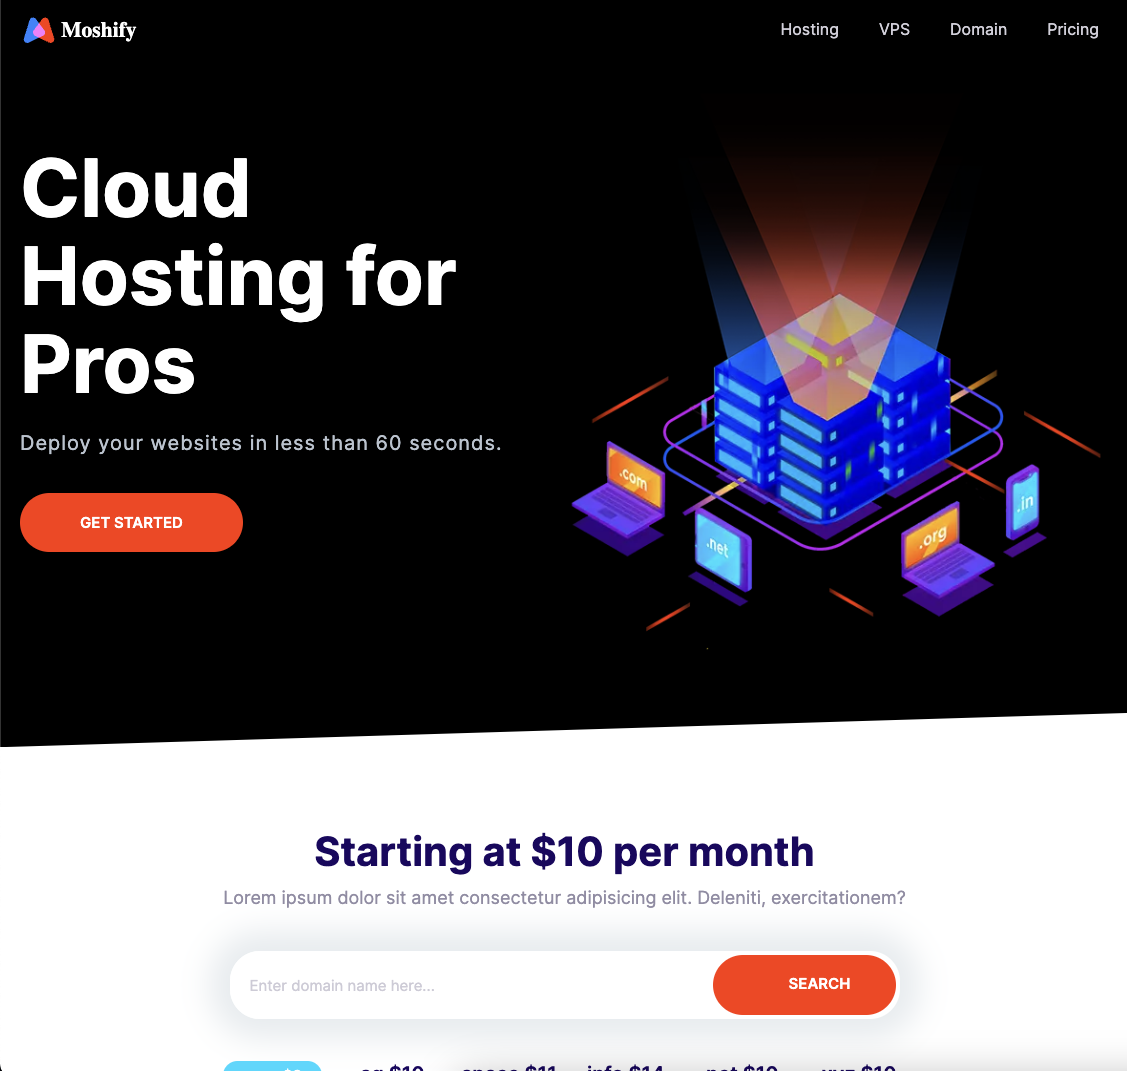 Moshify
Hosting VPS Domain Pricing
Cloud
Hosting for
Pros
Deploy your websites in less than 60 seconds.
GET STARTED
.com
.net
.org
.in
Starting at $10 per month
Lorem ipsum dolor sit amet consectetur adipisicing elit. Deleniti, exercitationem?
Enter domain name here...
SEARCH